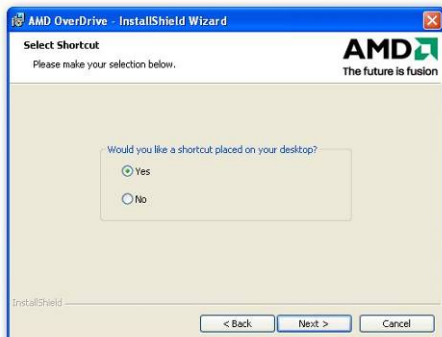 AMD OverDrive - InstallShield Wizard
Select Shortcut
Please make your selection below.
AMD
The future is fusion
Would you like a shortcut placed on your desktop?
Yes
No
InstallShield
< Back
Next >
Cancel